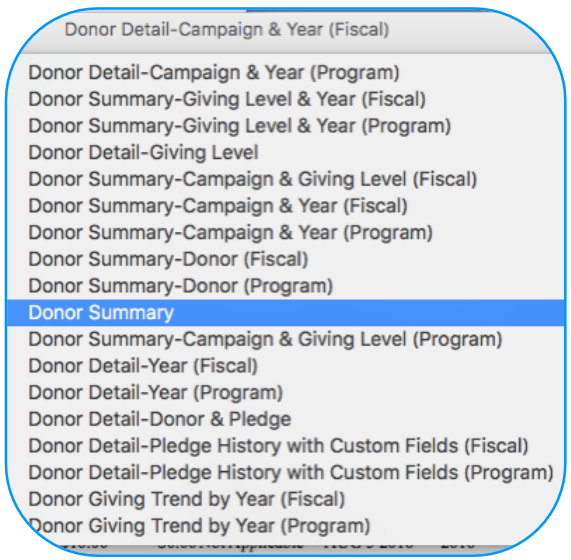 Donor Detail-Campaign & Year (Fiscal)
Donor Detail-Campaign & Year (Program)
Donor Summary-Giving Level & Year (Fiscal)
Donor Summary-Giving Level & Year (Program)
Donor Detail-Giving Level
Donor Summary-Campaign & Giving Level (Fiscal)
Donor Summary-Campaign & Year (Fiscal)
Donor Summary-Campaign & Year (Program)
Donor Summary-Donor (Fiscal)
Donor Summary-Donor (Program)
Donor Summary
Donor Summary-Campaign & Giving Level (Program)
Donor Detail-Year (Fiscal)
Donor Detail-Year (Program)
Donor Detail-Donor & Pledge
Donor Detail-Pledge History with Custom Fields (Fiscal)
Donor Detail-Pledge History with Custom Fields (Program)
Donor Giving Trend by Year (Fiscal)
Donor Giving Trend by Year (Program)